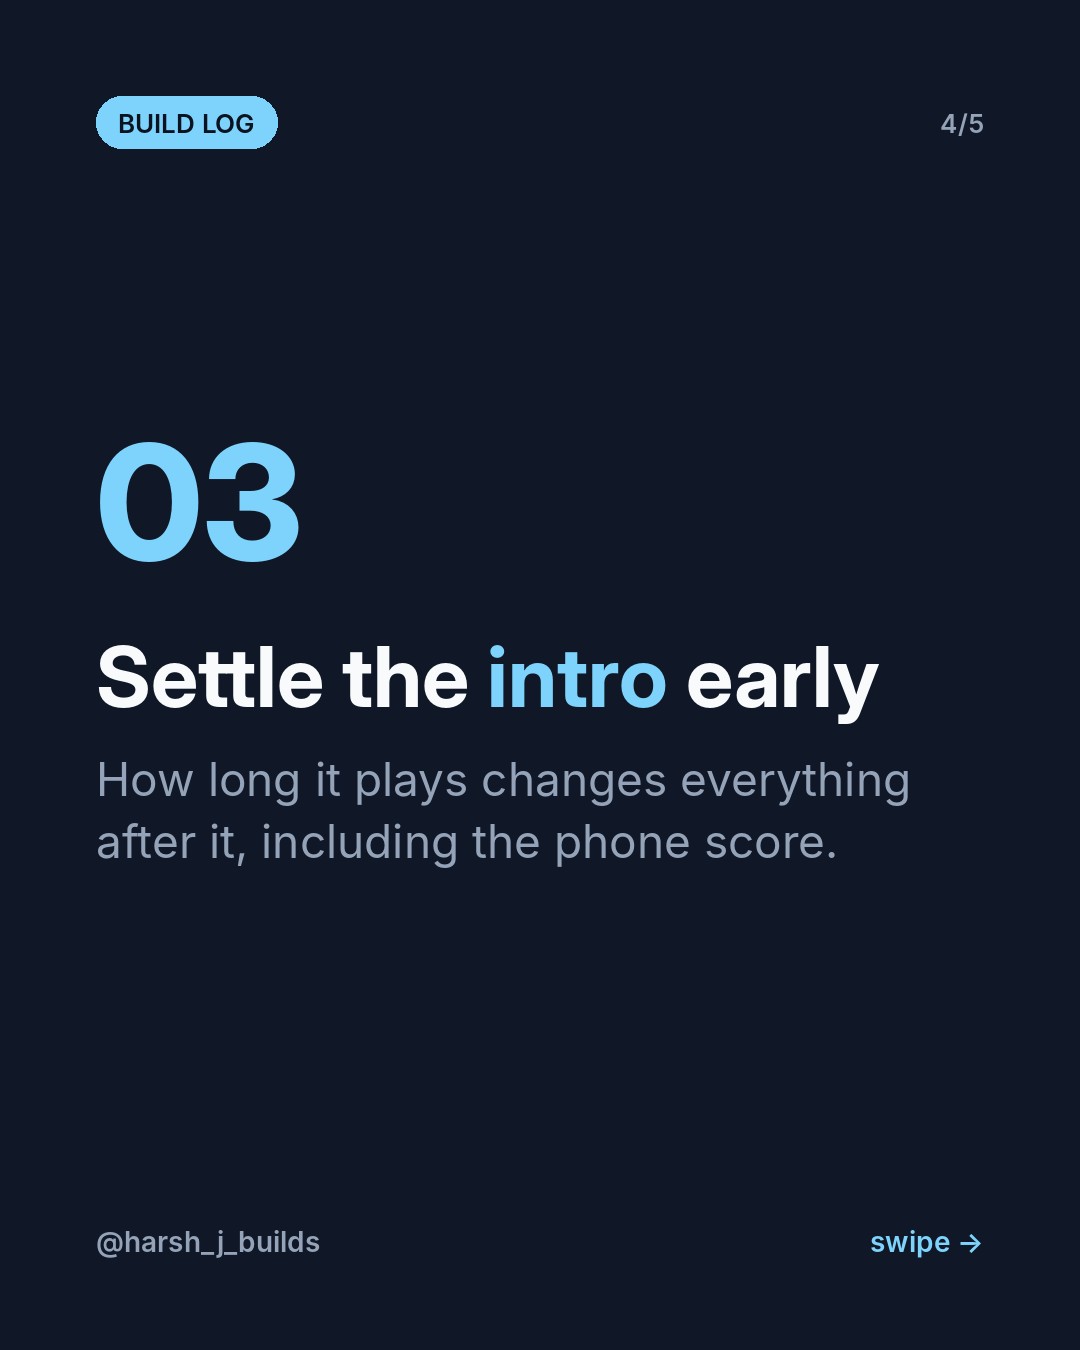 BUILD LOG
4/5
03
Settle the intro early
How long it plays changes everything
after it, including the phone score.
@harsh_j_builds
swipe →